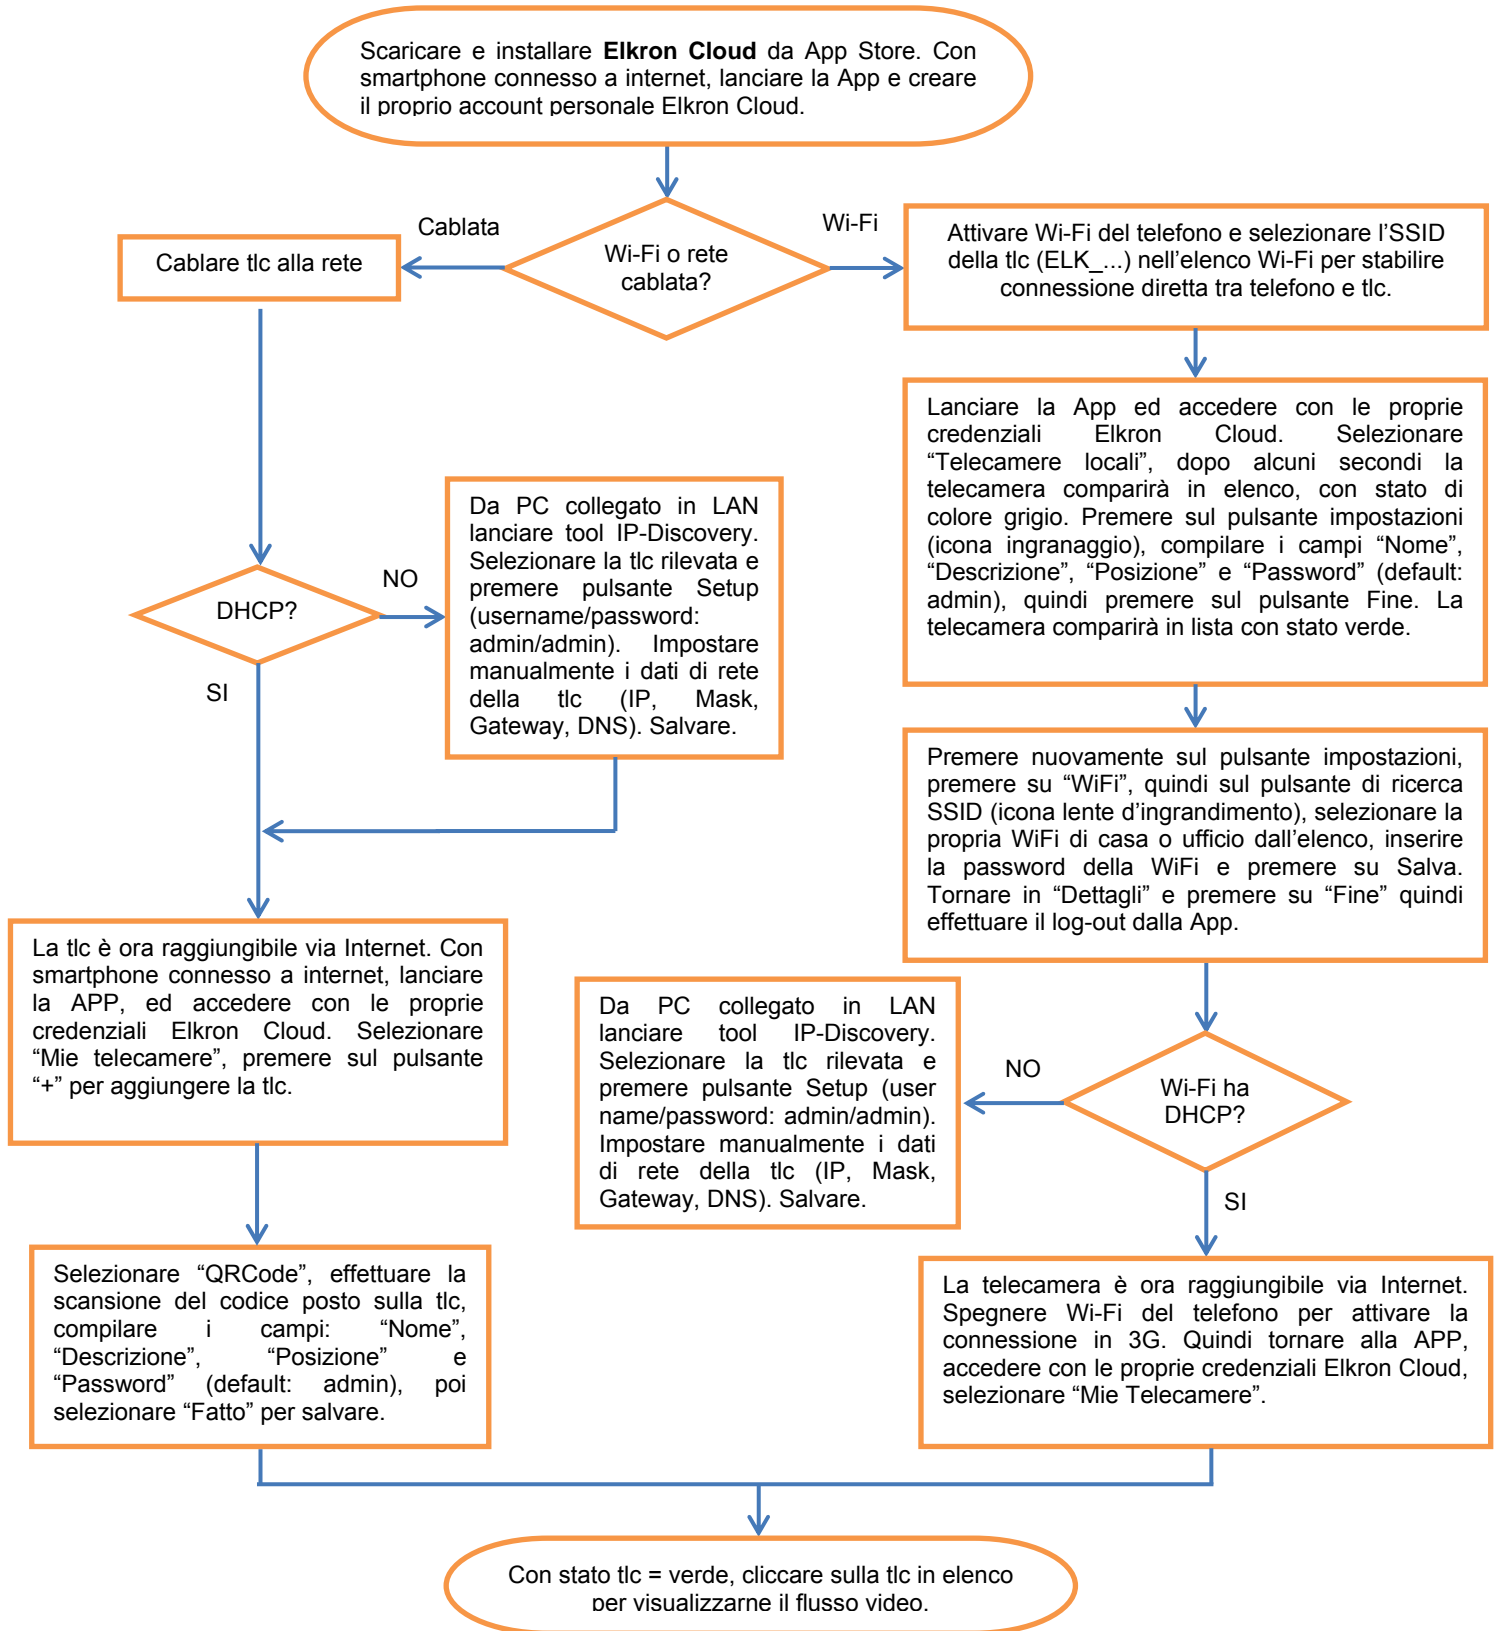 Scaricare e installare Elkron Cloud da App Store. Con
smartphone connesso a internet, lanciare la App e creare
il proprio account personale Elkron Cloud.
Cablata
Wi-Fi
Wi-Fi o rete
cablata?
Cablare tlc alla rete
Attivare Wi-Fi del telefono e selezionare l’SSID
della tlc (ELK_...) nell’elenco Wi-Fi per stabilire
connessione diretta tra telefono e tlc.
Lanciare la App ed accedere con le proprie
credenziali Elkron Cloud. Selezionare
“Telecamere locali”, dopo alcuni secondi la
telecamera comparirà in elenco, con stato di
colore grigio. Premere sul pulsante impostazioni
(icona ingranaggio), compilare i campi “Nome”,
“Descrizione”, “Posizione” e “Password” (default:
admin), quindi premere sul pulsante Fine. La
telecamera comparirà in lista con stato verde.
DHCP?
NO
SI
Da PC collegato in LAN
lanciare tool IP-Discovery.
Selezionare la tlc rilevata e
premere pulsante Setup
(username/password:
admin/admin). Impostare
manualmente i dati di rete
della tlc (IP, Mask,
Gateway, DNS). Salvare.
Premere nuovamente sul pulsante impostazioni,
premere su “WiFi”, quindi sul pulsante di ricerca
SSID (icona lente d’ingrandimento), selezionare la
propria WiFi di casa o ufficio dall’elenco, inserire
la password della WiFi e premere su Salva.
Tornare in “Dettagli” e premere su “Fine” quindi
effettuare il log-out dalla App.
La tlc è ora raggiungibile via Internet. Con
smartphone connesso a internet, lanciare
la APP, ed accedere con le proprie
credenziali Elkron Cloud. Selezionare
“Mie telecamere”, premere sul pulsante
“+” per aggiungere la tlc.
Da PC collegato in LAN
lanciare tool IP-Discovery.
Selezionare la tlc rilevata e
premere pulsante Setup (user
name/password: admin/admin).
Impostare manualmente i dati
di rete della tlc (IP, Mask,
Gateway, DNS). Salvare.
NO
Wi-Fi ha
DHCP?
SI
Selezionare “QRCode”, effettuare la
scansione del codice posto sulla tlc,
compilare i campi: “Nome”,
“Descrizione”, “Posizione” e
“Password” (default: admin), poi
selezionare “Fatto” per salvare.
La telecamera è ora raggiungibile via Internet.
Spegnere Wi-Fi del telefono per attivare la
connessione in 3G. Quindi tornare alla APP,
accedere con le proprie credenziali Elkron Cloud,
selezionare “Mie Telecamere”.
Con stato tlc = verde, cliccare sulla tlc in elenco
per visualizzarne il flusso video.